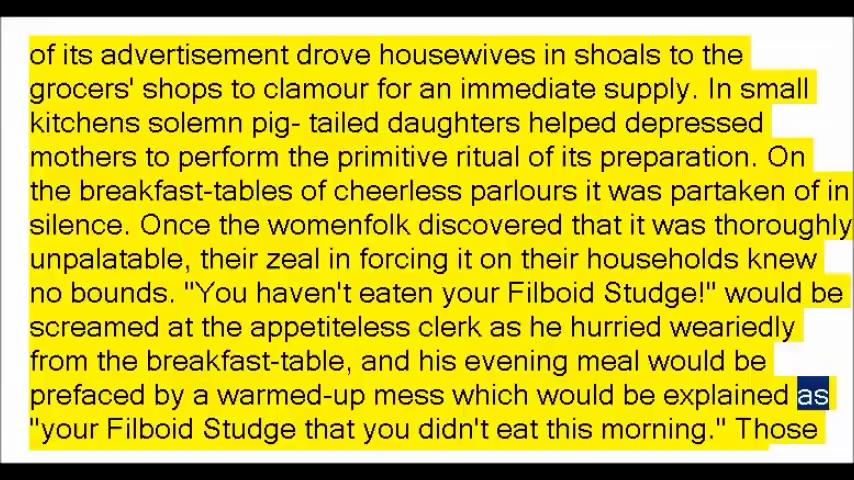 of its advertisement drove housewives in shoals to the
grocers' shops to clamour for an immediate supply. In small
kitchens solemn pig- tailed daughters helped depressed
mothers to perform the primitive ritual of its preparation. On
the breakfast-tables of cheerless parlours it was partaken of in
silence. Once the womenfolk discovered that it was thoroughly
unpalatable, their zeal in forcing it on their households knew
no bounds. "You haven't eaten your Filboid Studge!" would be
screamed at the appetiteless clerk as he hurried weariedly
from the breakfast-table, and his evening meal would be
prefaced by a warmed-up mess which would be explained as
"your Filboid Studge that you didn't eat this morning." Those